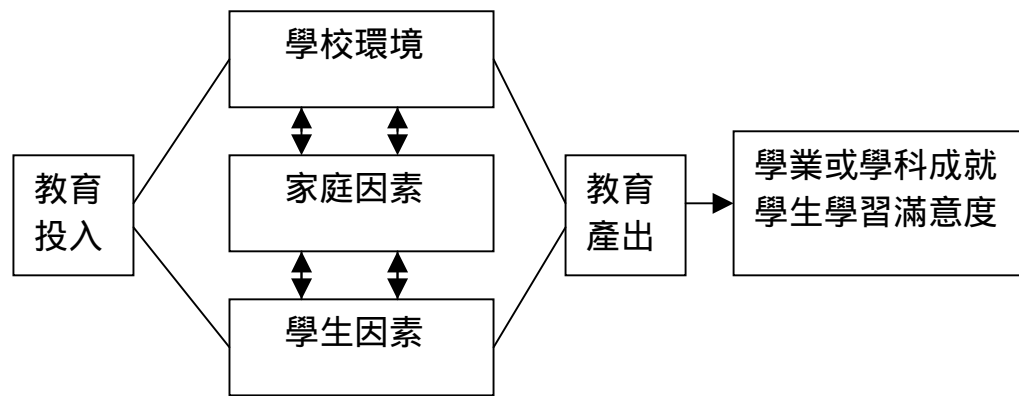 學校環境
教育
投入
家庭因素
學生因素
教育
產出
學業或學科成就
學生學習滿意度